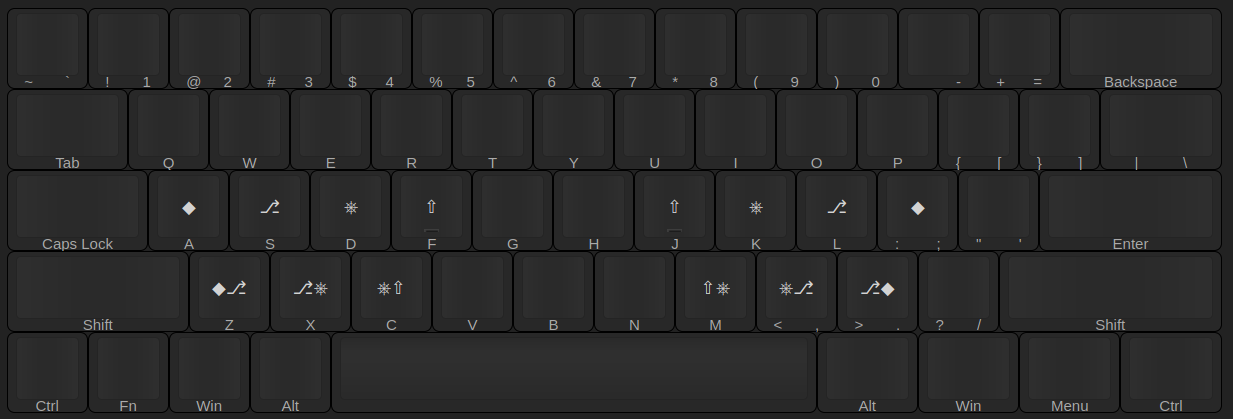 ~ ` ! 1 @ 2 # 3 $ 4 % 5 ^ 6 & 7 * 8 ( 9 ) 0 - + = Backspace
Tab Q W E R T Y U I O P { [ } ] | \
◆ ⎇ ⎈ ⇧ ⇧ ⎈ ⎇ ◆
Caps Lock A S D F G H J K L : ; " ' Enter
◆⎇ ⎇⎈ ⎈⇧ ⇧⎈ ⎈⎇ ⎇◆
Shift Z X C V B N M < , > . ? / Shift
Ctrl Fn Win Alt Alt Win Menu Ctrl